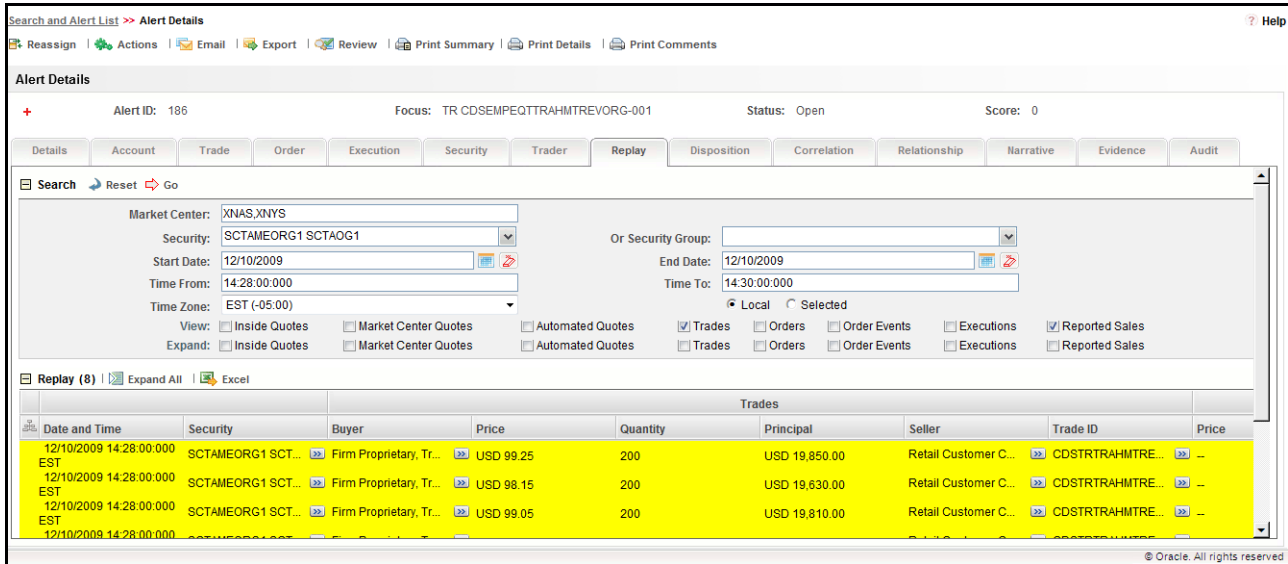 Search and Alert List >> Alert Details ? Help
Reassign | Actions | Email | Export | Review | Print Summary | Print Details | Print Comments
Alert Details
+ Alert ID: 186 Focus: TR CDSEMPEQTTRAHMTREVORG-001 Status: Open Score: 0
Details Account Trade Order Execution Security Trader Replay Disposition Correlation Relationship Narrative Evidence Audit
Search Reset Go
Market Center: XNAS,XNYS
Security: SCTAMEORG1 SCTAOG1 Or Security Group:
Start Date: 12/10/2009 End Date: 12/10/2009
Time From: 14:28:00:000 Time To: 14:30:00:000
Time Zone: EST (-05:00) Local Selected
View: Inside Quotes Market Center Quotes Automated Quotes Trades Orders Order Events Executions Reported Sales
Expand: Inside Quotes Market Center Quotes Automated Quotes Trades Orders Order Events Executions Reported Sales
Replay (8) | Expand All | Excel
Trades
Date and Time Security Buyer Price Quantity Principal Seller Trade ID Price
12/10/2009 14:28:00:000 EST SCTAMEORG1 SCT... >> Firm Proprietary, Tr... >> USD 99.25 200 USD 19,850.00 Retail Customer C... >> CDSTRTRAHMTRE... >> --
12/10/2009 14:28:00:000 EST SCTAMEORG1 SCT... >> Firm Proprietary, Tr... >> USD 98.15 200 USD 19,630.00 Retail Customer C... >> CDSTRTRAHMTRE... >> --
12/10/2009 14:28:00:000 EST SCTAMEORG1 SCT... >> Firm Proprietary, Tr... >> USD 99.05 200 USD 19,810.00 Retail Customer C... >> CDSTRTRAHMTRE... >> --
12/10/2009 14:28:00:000
© Oracle. All rights reserved